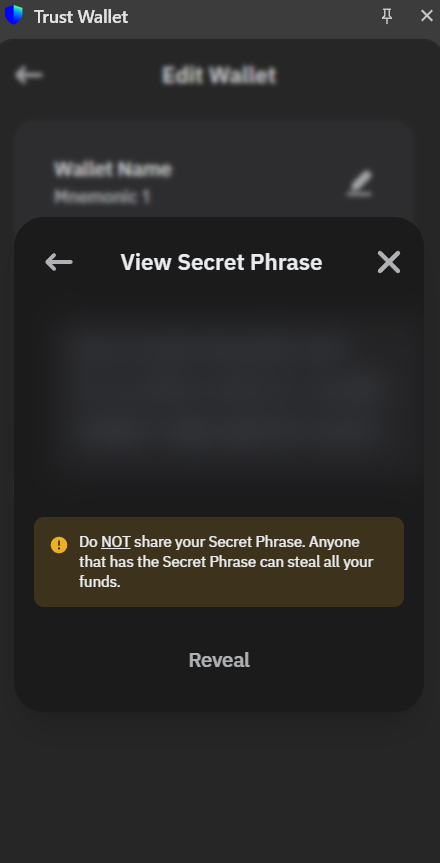 Trust Wallet
Edit Wallet
Wallet Name
Mnemonic 1
View Secret Phrase
Do NOT share your Secret Phrase. Anyone
that has the Secret Phrase can steal all your
funds.
Reveal